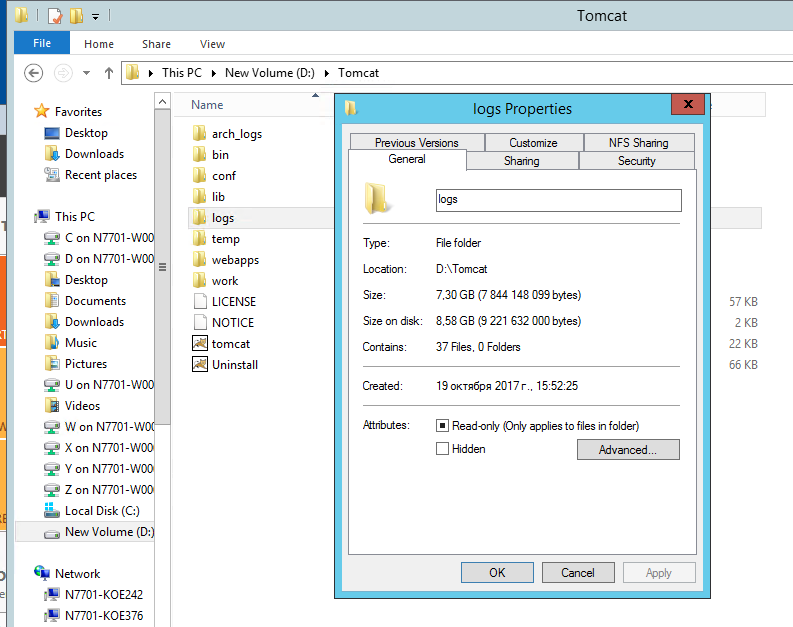 Tomcat
File Home Share View
This PC New Volume (D:) Tomcat
Favorites
Desktop
Downloads
Recent places
This PC
C on N7701-W00
D on N7701-W00
Desktop
Documents
Downloads
Music
Pictures
U on N7701-W00
Videos
W on N7701-W00
X on N7701-W00
Y on N7701-W00
Z on N7701-W00
Local Disk (C:)
New Volume (D:)
Network
N7701-KOE242
N7701-KOE376
Name
arch_logs
bin
conf
lib
logs
temp
webapps
work
LICENSE 57 KB
NOTICE 2 KB
tomcat 22 KB
Uninstall 66 KB
logs Properties
Previous Versions Customize NFS Sharing
General Sharing Security
logs
Type: File folder
Location: D:\Tomcat
Size: 7,30 GB (7 844 148 099 bytes)
Size on disk: 8,58 GB (9 221 632 000 bytes)
Contains: 37 Files, 0 Folders
Created: 19 октября 2017 г., 15:52:25
Attributes: Read-only (Only applies to files in folder)
Hidden Advanced...
OK Cancel Apply